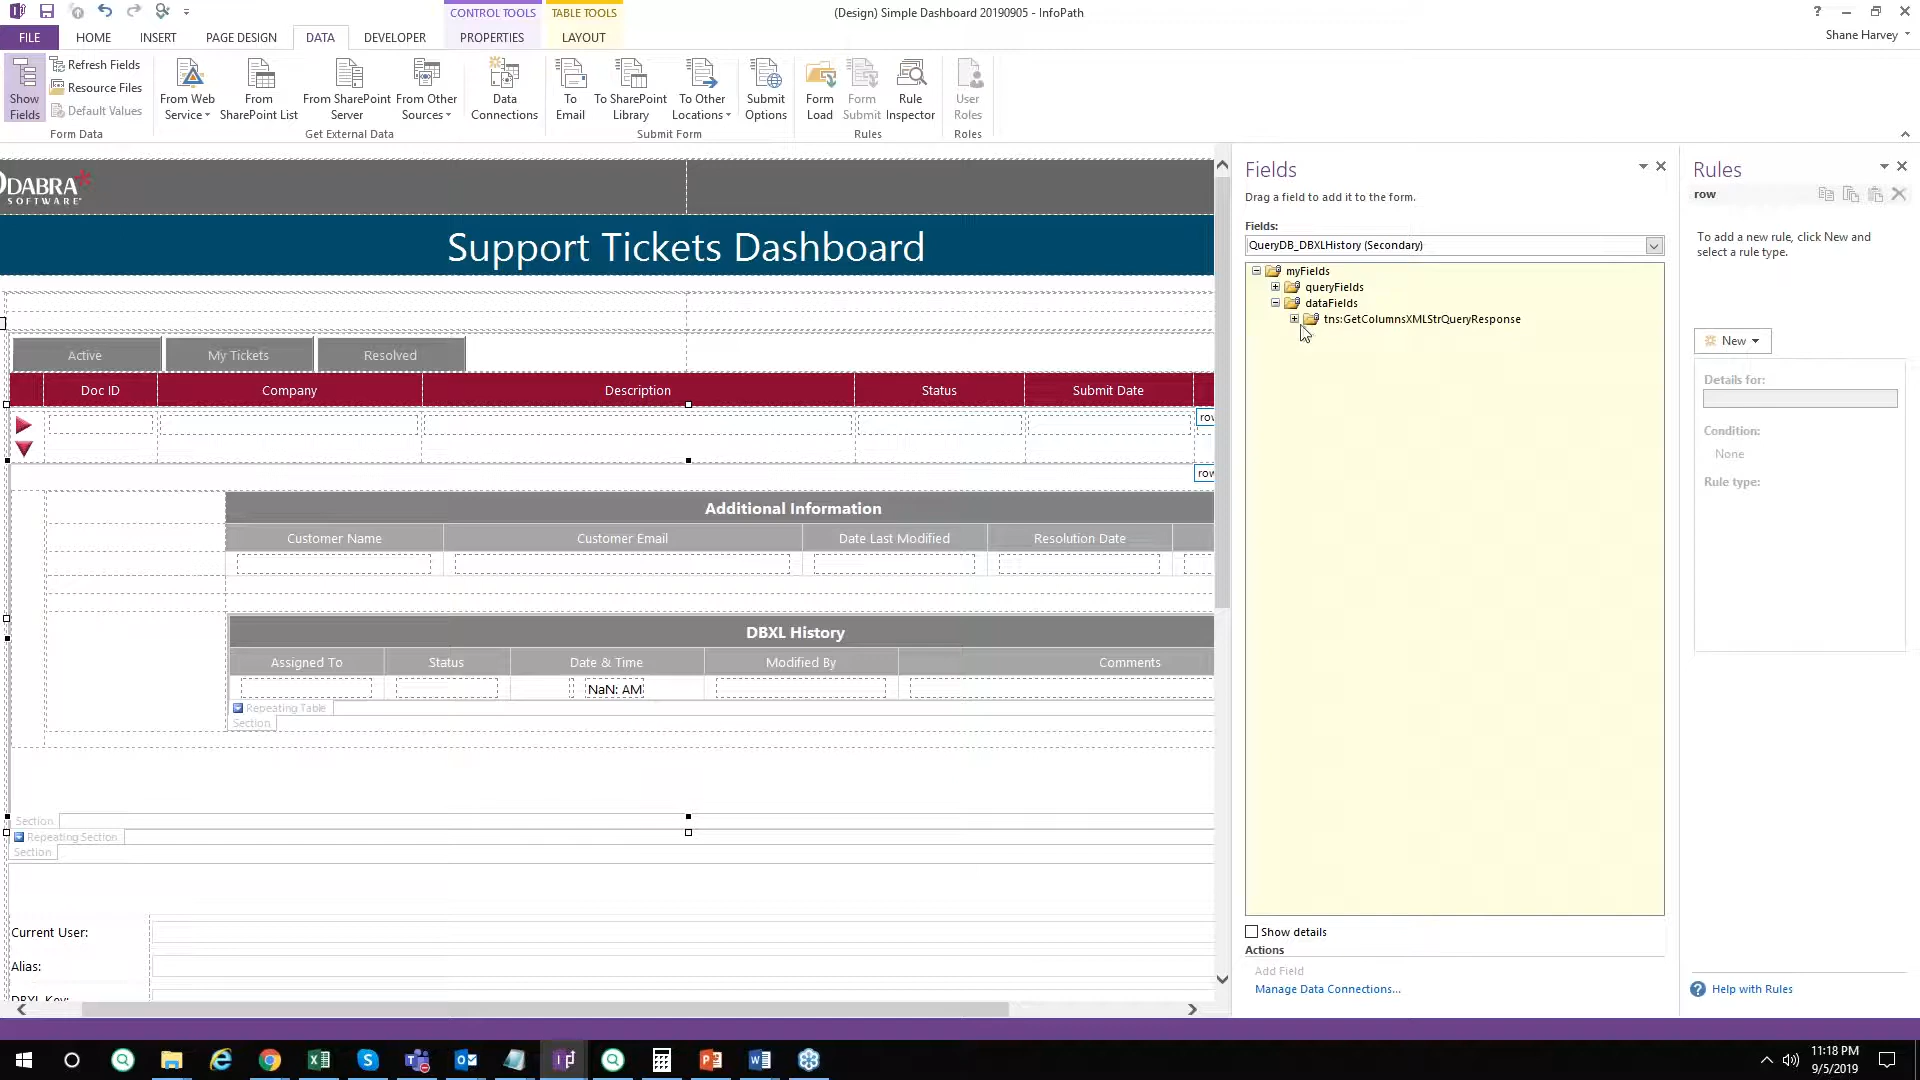 (Design) Simple Dashboard 20190905 - InfoPath
CONTROL TOOLS
TABLE TOOLS
?
Shane Harvey
FILE
HOME
INSERT
PAGE DESIGN
DATA
DEVELOPER
PROPERTIES
LAYOUT
Show
Fields
Refresh Fields
Resource Files
Default Values
Form Data
From Web
Service
From
SharePoint List
From SharePoint
Server
From Other
Sources
Data
Connections
Get External Data
To
Email
To SharePoint
Library
To Other
Locations
Submit
Options
Submit Form
Form
Load
Form
Submit
Rule
Inspector
Rules
User
Roles
Roles
DABRA
SOFTWARE
Support Tickets Dashboard
Active
My Tickets
Resolved
Doc ID
Company
Description
Status
Submit Date
row
row
Additional Information
Customer Name
Customer Email
Date Last Modified
Resolution Date
DBXL History
Assigned To
Status
Date & Time
Modified By
Comments
NaN: AM
Repeating Table
Section
Section
Repeating Section
Section
Current User:
Alias:
DBXL Key:
Fields
Drag a field to add it to the form.
Fields:
QueryDB_DBXLHistory (Secondary)
myFields
queryFields
dataFields
tns:GetColumnsXMLStrQueryResponse
Show details
Actions
Add Field
Manage Data Connections...
Rules
row
To add a new rule, click New and
select a rule type.
New
Details for:
Condition:
None
Rule type:
Help with Rules
11:18 PM
9/5/2019